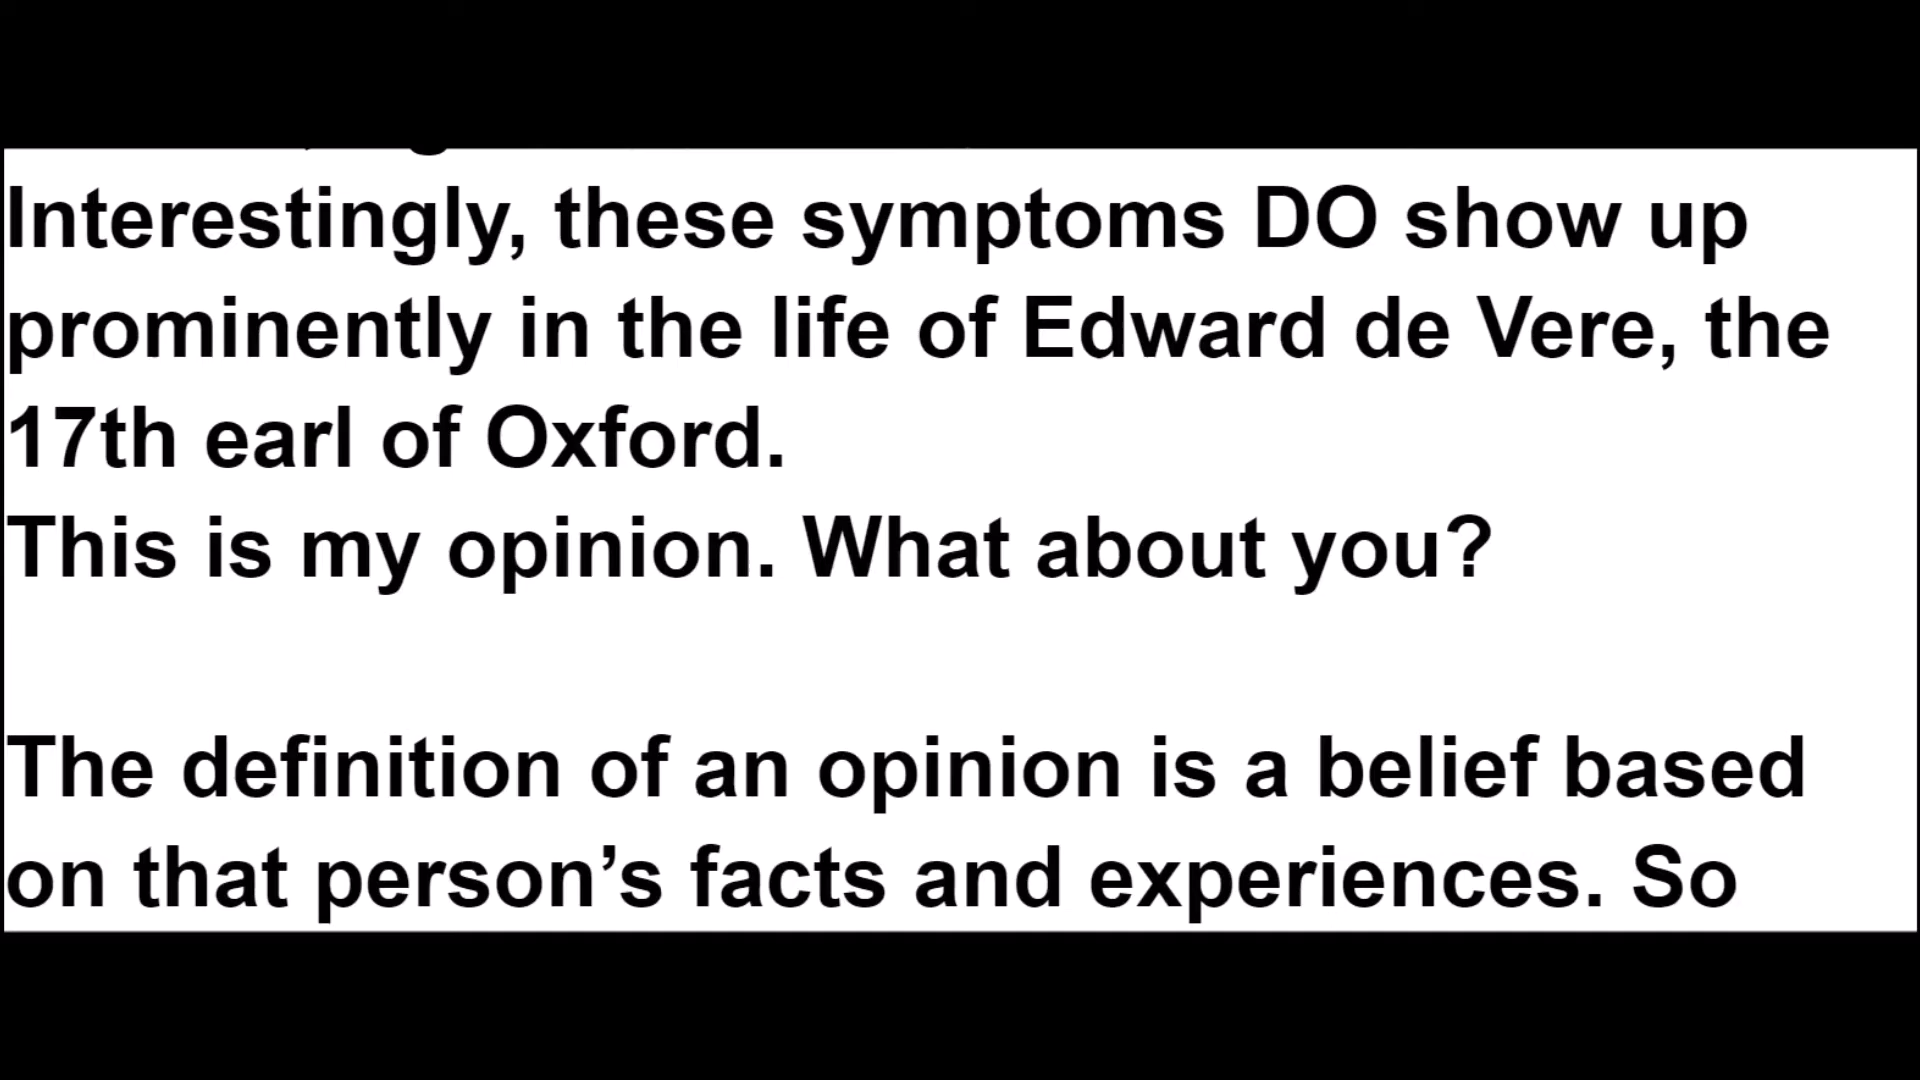 Interestingly, these symptoms DO show up
prominently in the life of Edward de Vere, the
17th earl of Oxford.
This is my opinion. What about you?
The definition of an opinion is a belief based
on that person’s facts and experiences. So